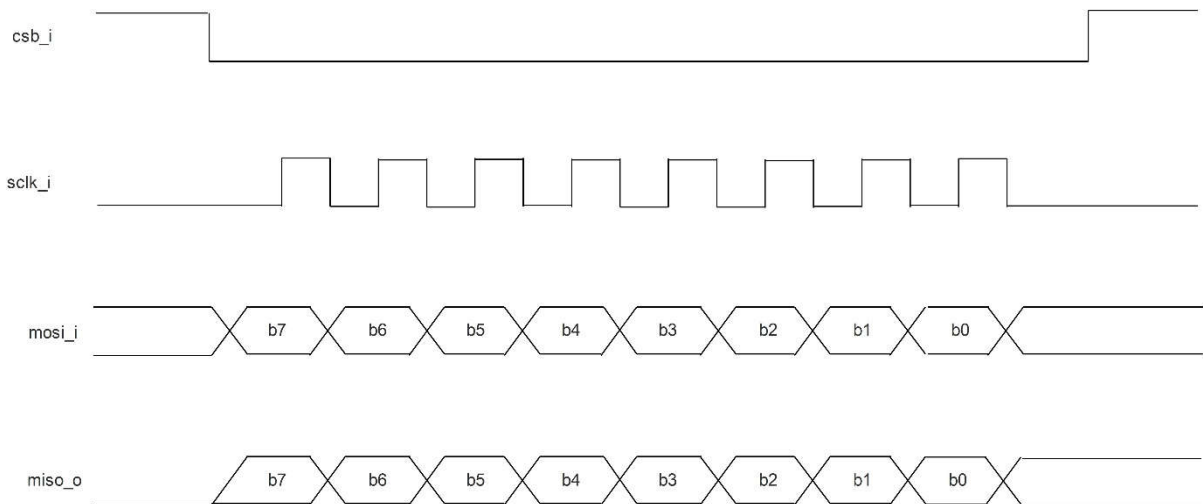 csb_i
sclk_i
mosi_i b7 b6 b5 b4 b3 b2 b1 b0
miso_o b7 b6 b5 b4 b3 b2 b1 b0